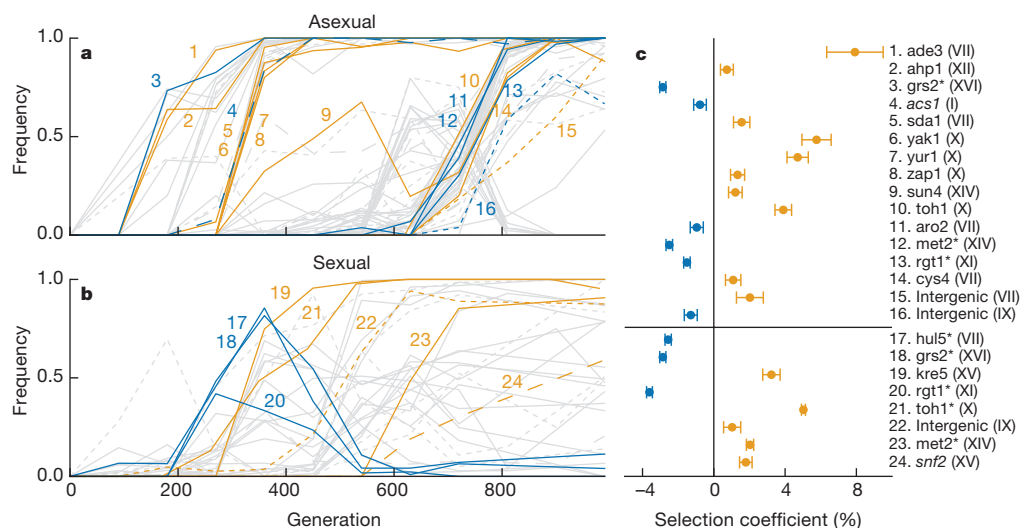 Asexual
a
Frequency
1.0
0.5
0.0
1
3
2
4
5
6
7
8
9
10
11
12
13
14
15
16
Sexual
b
Frequency
1.0
0.5
0
19
17
21
18
22
23
20
24
0 200 400 600 800
Generation
c
1. ade3 (VII)
2. ahp1 (XII)
3. grs2* (XVI)
4. acs1 (I)
5. sda1 (VII)
6. yak1 (X)
7. yur1 (X)
8. zap1 (X)
9. sun4 (XIV)
10. toh1 (X)
11. aro2 (VII)
12. met2* (XIV)
13. rgt1* (XI)
14. cys4 (VII)
15. Intergenic (VII)
16. Intergenic (IX)
17. hul5* (VII)
18. grs2* (XVI)
19. kre5 (XV)
20. rgt1* (XI)
21. toh1* (X)
22. Intergenic (IX)
23. met2* (XIV)
24. snf2 (XV)
−4 0 4 8
Selection coefficient (%)